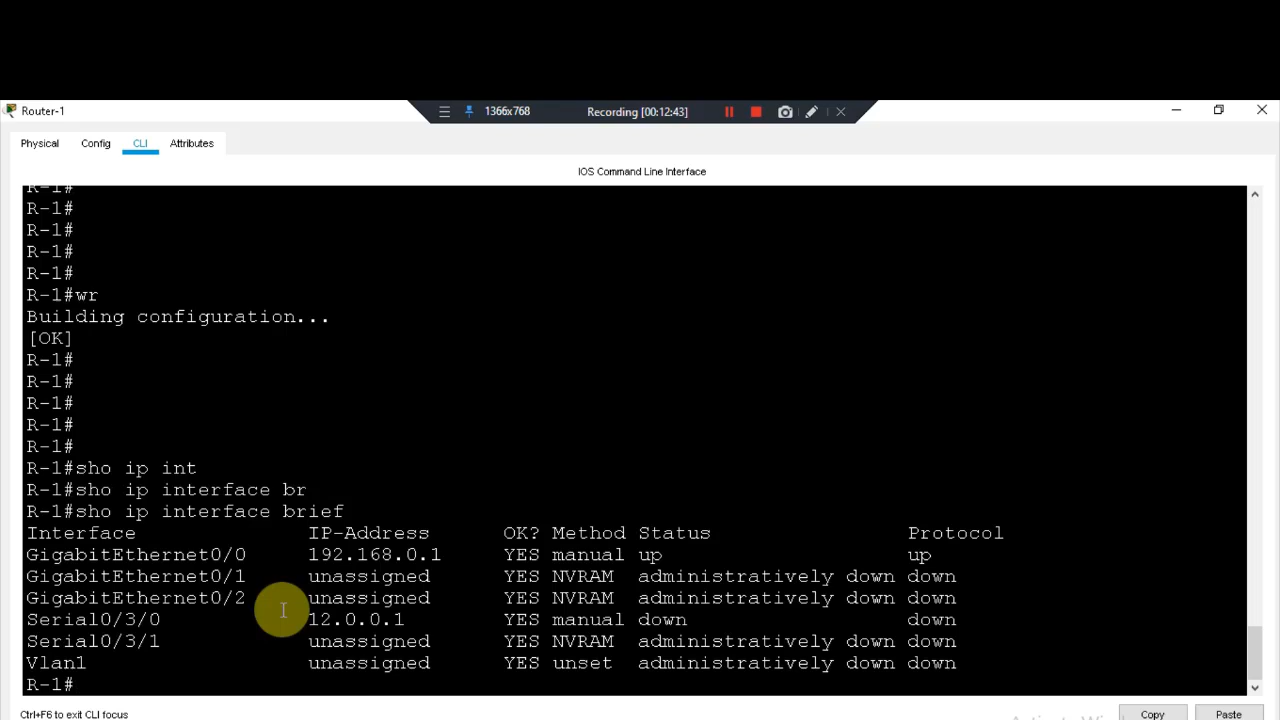 Router-1
1366x768 Recording [00:12:43]
Physical Config CLI Attributes
IOS Command Line Interface
R-1#
R-1#
R-1#
R-1#
R-1#
R-1#wr
Building configuration...
[OK]
R-1#
R-1#
R-1#
R-1#
R-1#
R-1#sho ip int
R-1#sho ip interface br
R-1#sho ip interface brief
Interface IP-Address OK? Method Status Protocol
GigabitEthernet0/0 192.168.0.1 YES manual up up
GigabitEthernet0/1 unassigned YES NVRAM administratively down down
GigabitEthernet0/2 unassigned YES NVRAM administratively down down
Serial0/3/0 12.0.0.1 YES manual down down
Serial0/3/1 unassigned YES NVRAM administratively down down
Vlan1 unassigned YES unset administratively down down
R-1#
Ctrl+F6 to exit CLI focus
Copy Paste